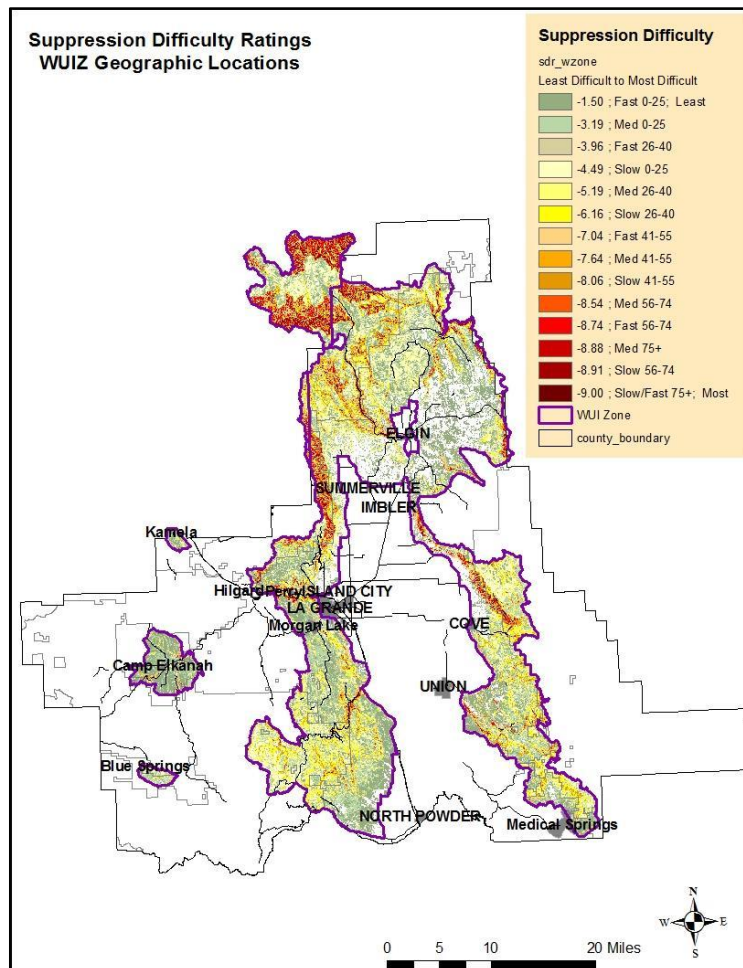 Suppression Difficulty Ratings
WUIZ Geographic Locations
Suppression Difficulty
sdr_wzone
Least Difficult to Most Difficult
-1.50 ; Fast 0-25; Least
-3.19 ; Med 0-25
-3.96 ; Fast 26-40
-4.49 ; Slow 0-25
-5.19 ; Med 26-40
-6.16 ; Slow 26-40
-7.04 ; Fast 41-55
-7.64 ; Med 41-55
-8.06 ; Slow 41-55
-8.54 ; Med 56-74
-8.74 ; Fast 56-74
-8.88 ; Med 75+
-8.91 ; Slow 56-74
-9.00 ; Slow/Fast 75+; Most
WUI Zone
county_boundary
ELGIN
SUMMERVILLE
IMBLER
Kamela
Hilgard Perry ISLAND CITY
LA GRANDE
Morgan Lake
COVE
Camp Elkanah
UNION
Blue Springs
NORTH POWDER
Medical Springs
N
W E
S
0 5 10 20 Miles